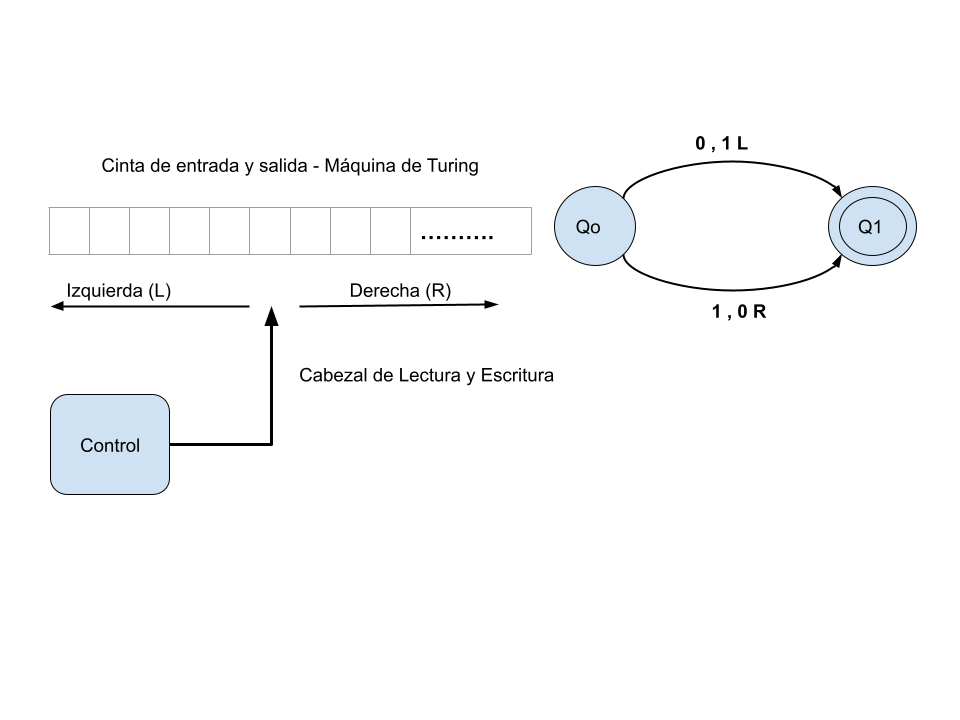 0 , 1 L
Cinta de entrada y salida - Máquina de Turing
Qo
Q1
..........
Izquierda (L)
Derecha (R)
1 , 0 R
Cabezal de Lectura y Escritura
Control